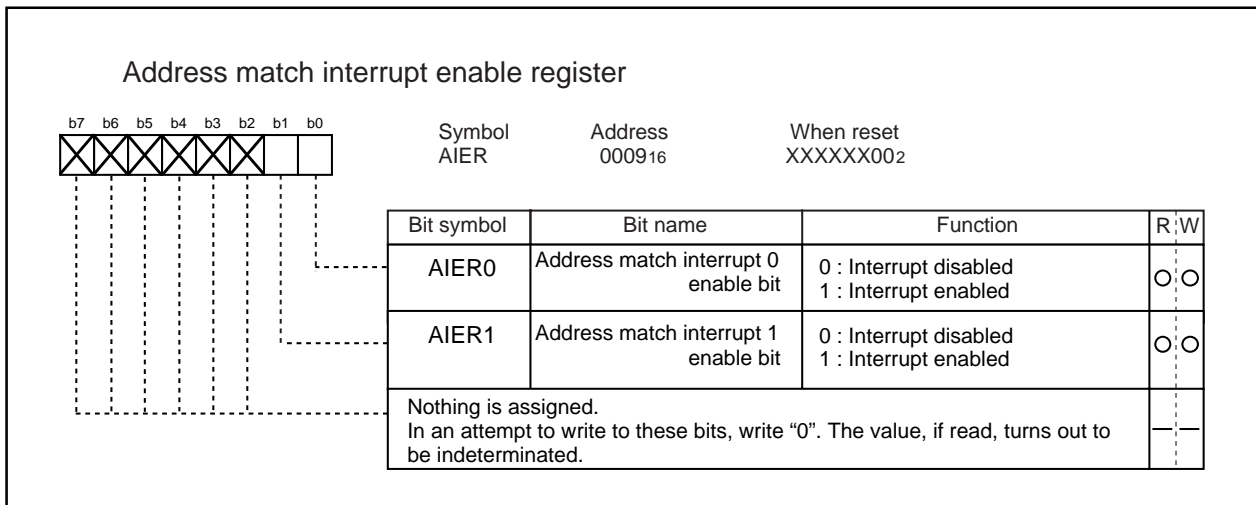 Address match interrupt enable register
b7 b6 b5 b4 b3 b2 b1 b0
Symbol Address When reset
AIER 000916 XXXXXX002
Bit symbol Bit name Function R W
AIER0 Address match interrupt 0 enable bit 0 : Interrupt disabled
1 : Interrupt enabled
AIER1 Address match interrupt 1 enable bit 0 : Interrupt disabled
1 : Interrupt enabled
Nothing is assigned.
In an attempt to write to these bits, write “0”. The value, if read, turns out to
be indeterminated.